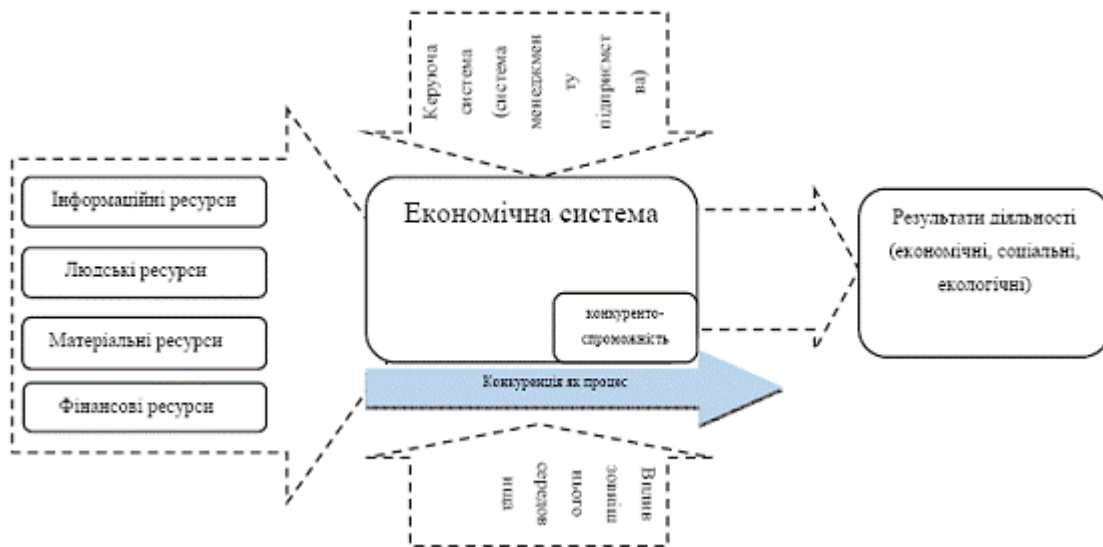 Керуюча
система
(система
менеджмен
ту
підприємст
ва)
Інформаційні ресурси
Людські ресурси
Матеріальні ресурси
Фінансові ресурси
Економічна система
конкуренто-
спроможність
Конкуренція як процес
Результати діяльності
(економічні, соціальні,
екологічні)
Вплив
зовніш
нього
середов
ища